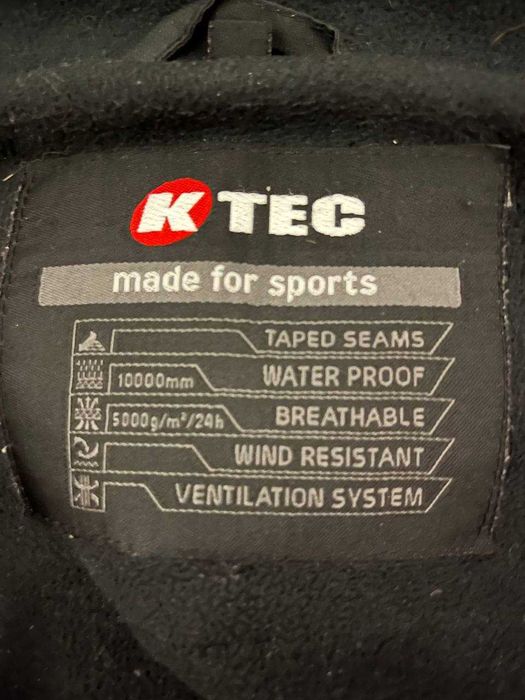 K TEC
made for sports
TAPED SEAMS
10000mm WATER PROOF
5000g/m²/24h BREATHABLE
WIND RESISTANT
VENTILATION SYSTEM